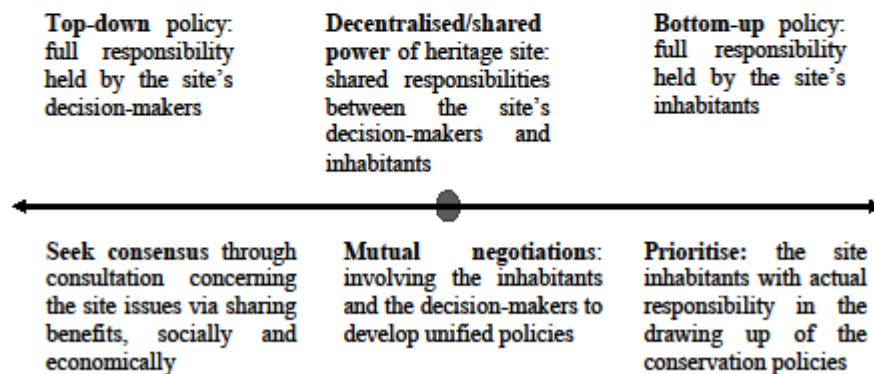 Top-down policy:
full responsibility
held by the site's
decision-makers
Decentralised/shared
power of heritage site:
shared responsibilities
between the site's
decision-makers and
inhabitants
Bottom-up policy:
full responsibility
held by the site's
inhabitants
Seek consensus through
consultation concerning
the site issues via sharing
benefits, socially and
economically
Mutual negotiations:
involving the inhabitants
and the decision-makers to
develop unified policies
Prioritise: the site
inhabitants with actual
responsibility in the
drawing up of the
conservation policies